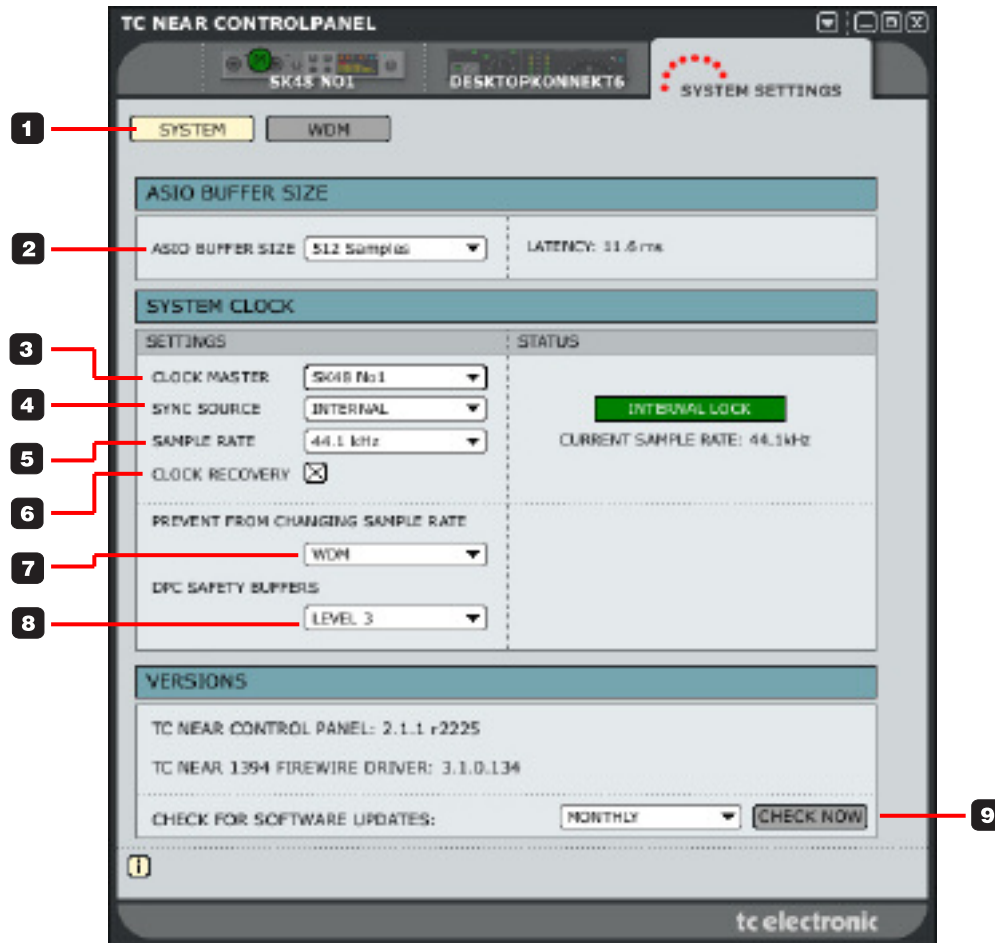 TC NEAR CONTROLPANEL
SK48 NO1
DESKTOPKONNEKT6
SYSTEM SETTINGS
1
SYSTEM
WDM
ASIO BUFFER SIZE
2
ASIO BUFFER SIZE
512 Samples
LATENCY: 11.6 ms
SYSTEM CLOCK
SETTINGS
STATUS
3
CLOCK MASTER
SK48 No1
4
SYNC SOURCE
INTERNAL
INTERNAL LOCK
5
SAMPLE RATE
44.1 kHz
CURRENT SAMPLE RATE: 44.1kHz
6
CLOCK RECOVERY
PREVENT FROM CHANGING SAMPLE RATE
7
WDM
DPC SAFETY BUFFERS
8
LEVEL 3
VERSIONS
TC NEAR CONTROL PANEL: 2.1.1 r2225
TC NEAR 1394 FIREWIRE DRIVER: 3.1.0.134
CHECK FOR SOFTWARE UPDATES:
MONTHLY
CHECK NOW
9
i
tc electronic